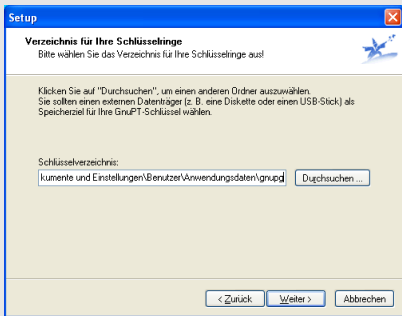 Setup
Verzeichnis für Ihre Schlüsselringe
Bitte wählen Sie das Verzeichnis für Ihre Schlüsselringe aus!
Klicken Sie auf "Durchsuchen", um einen anderen Ordner auszuwählen.
Sie sollten einen externen Datenträger (z. B. eine Diskette oder einen USB-Stick) als
Speicherziel für Ihre GnuPT-Schlüssel wählen.
Schlüsselverzeichnis:
kumente und Einstellungen\Benutzer\Anwendungsdaten\gnupg
Durchsuchen ...
< Zurück
Weiter >
Abbrechen